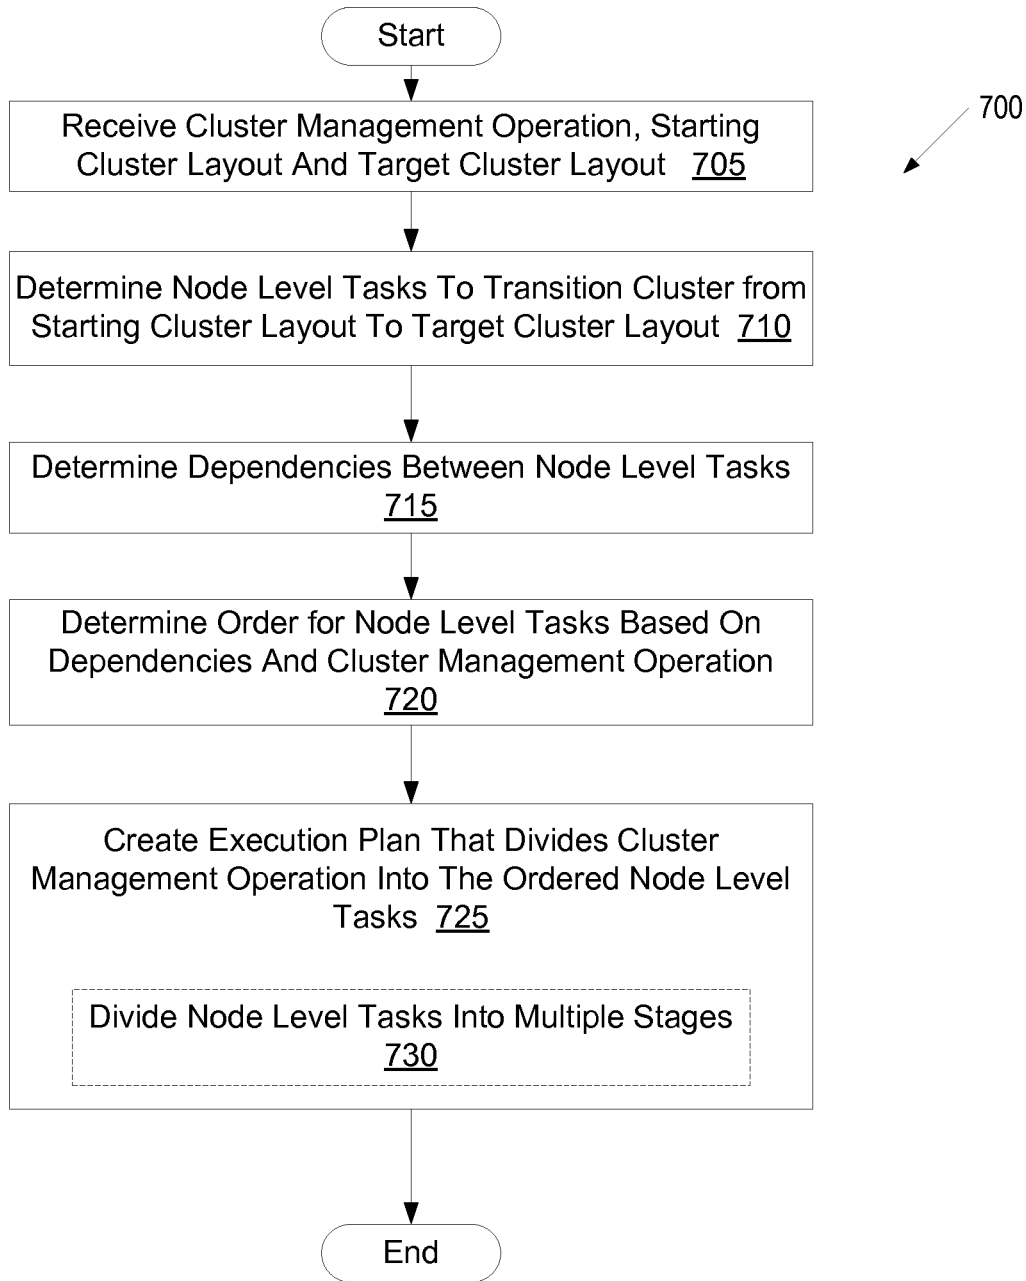 Start
700
Receive Cluster Management Operation, Starting
Cluster Layout And Target Cluster Layout 705
Determine Node Level Tasks To Transition Cluster from
Starting Cluster Layout To Target Cluster Layout 710
Determine Dependencies Between Node Level Tasks
715
Determine Order for Node Level Tasks Based On
Dependencies And Cluster Management Operation
720
Create Execution Plan That Divides Cluster
Management Operation Into The Ordered Node Level
Tasks 725
Divide Node Level Tasks Into Multiple Stages
730
End